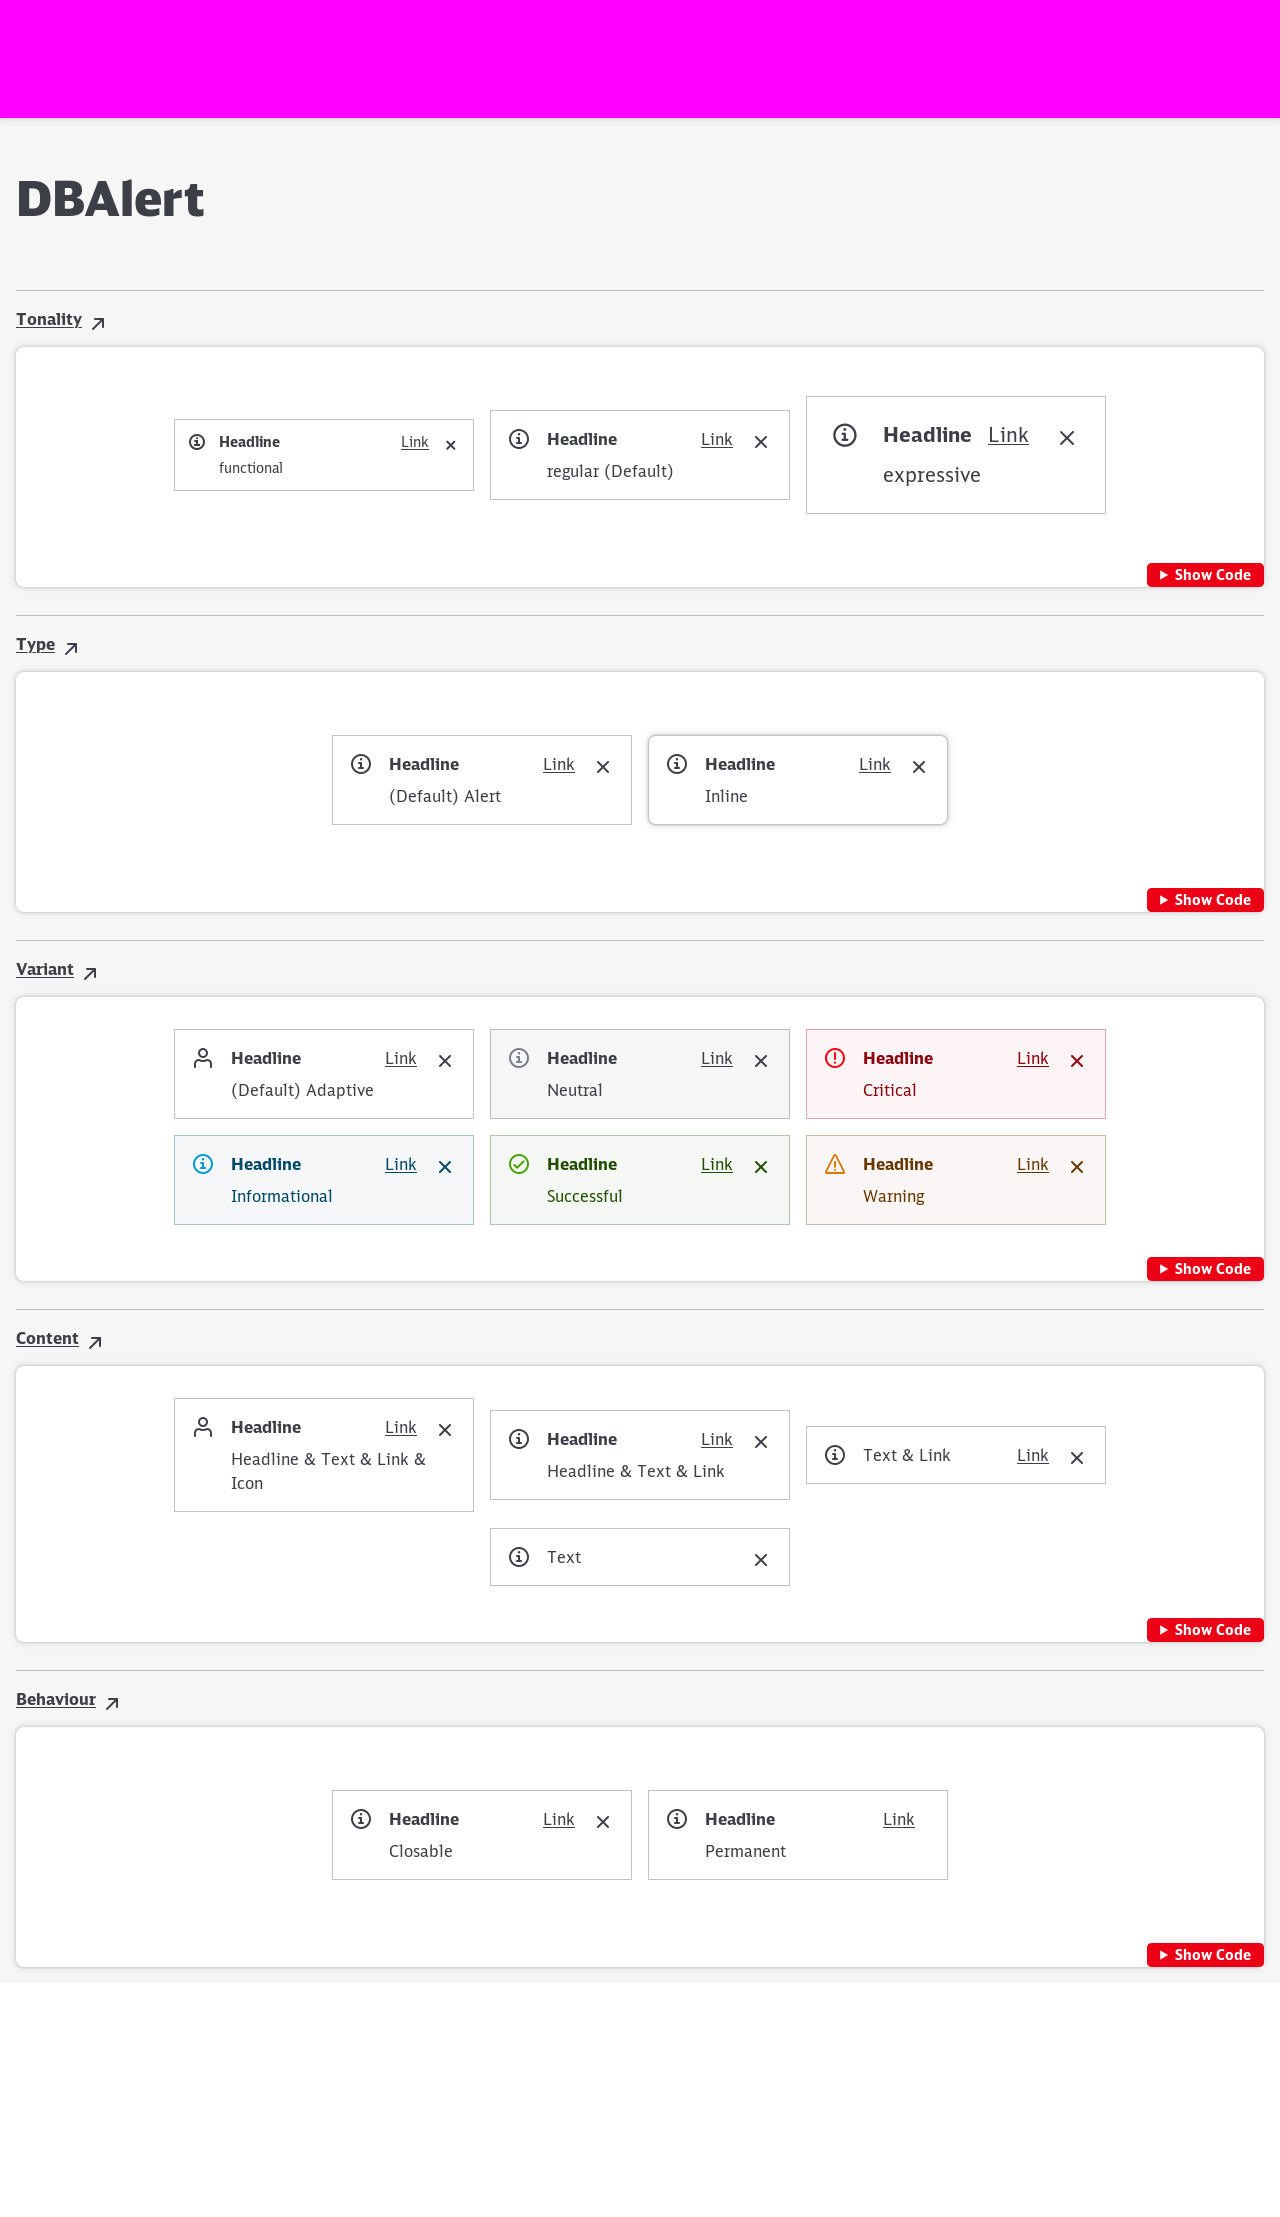 DBAlert
Tonality
Headline Link
functional
Headline Link
regular (Default)
Headline Link
expressive
Show Code
Type
Headline Link
(Default) Alert
Headline Link
Inline
Show Code
Variant
Headline Link
(Default) Adaptive
Headline Link
Neutral
Headline Link
Critical
Headline Link
Informational
Headline Link
Successful
Headline Link
Warning
Show Code
Content
Headline Link
Headline & Text & Link &
Icon
Headline Link
Headline & Text & Link
Text & Link Link
Text
Show Code
Behaviour
Headline Link
Closable
Headline Link
Permanent
Show Code